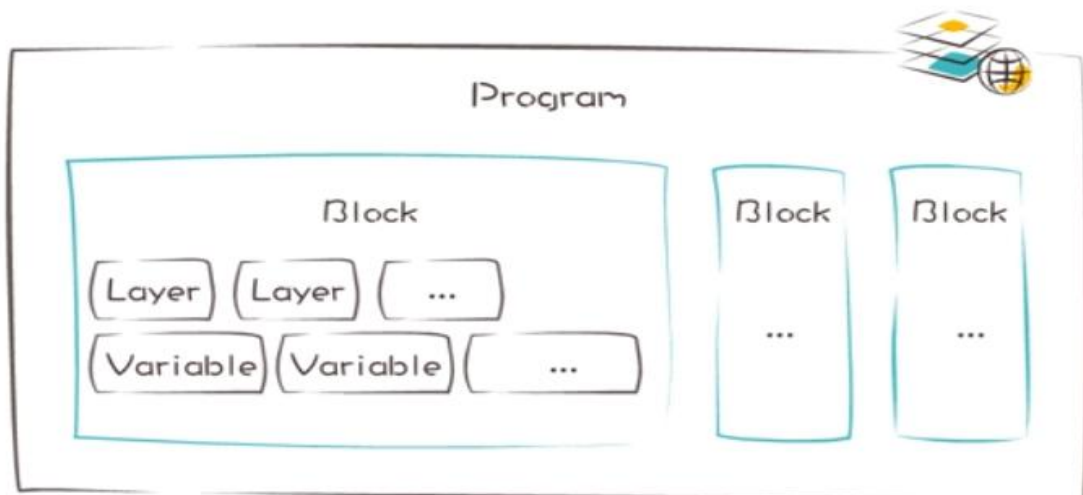 Program
Block Block Block
Layer Layer ...
... ...
Variable Variable ...